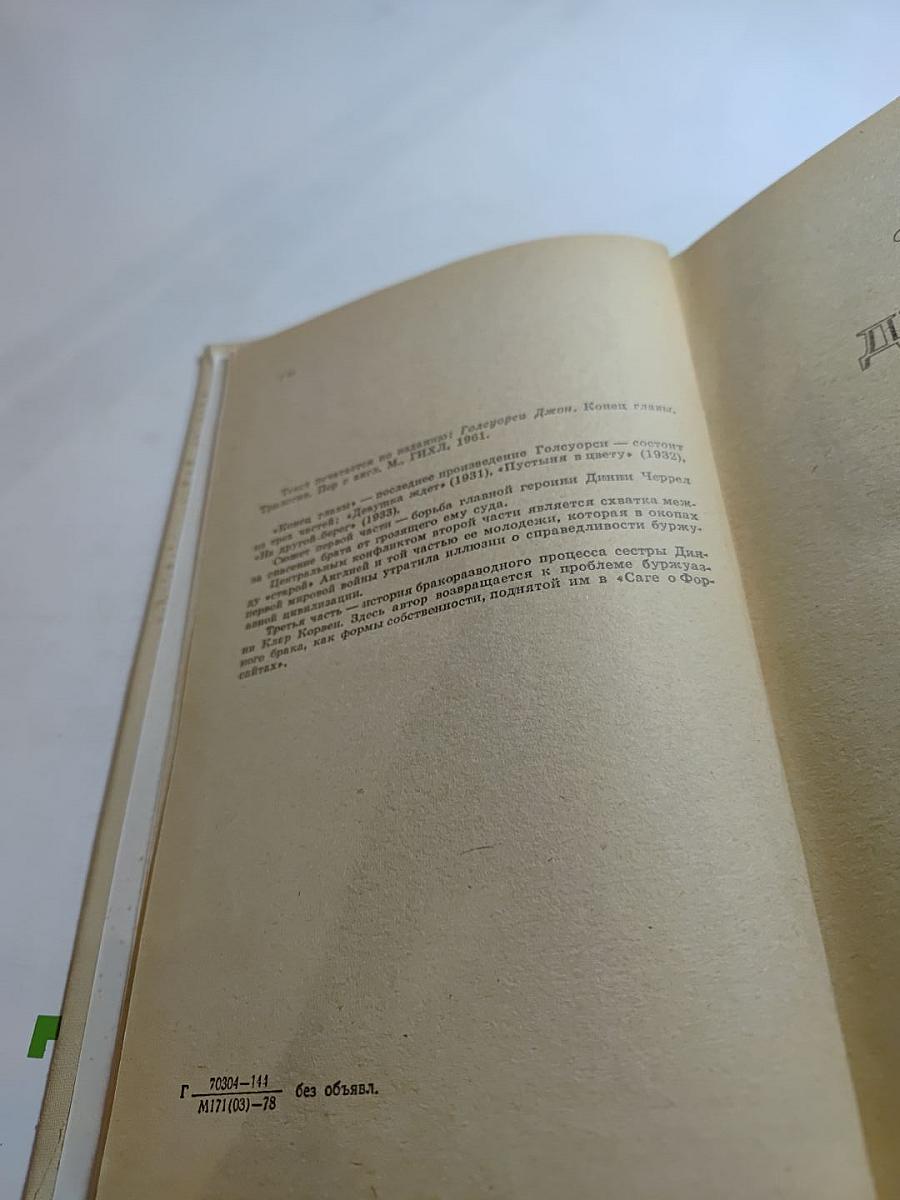 Текст печатается по изданию: Голсуорси Джон. Конец главы.
Трилогия. Пер с англ. М., ГИХЛ, 1961.
«Конец главы» — последнее произведение Голсуорси — состоит
из трех частей: «Девушка ждет» (1931), «Пустыня в цвету» (1932),
«На другой берег» (1933).
Сюжет первой части — борьба главной героини Динни Черрел
за спасение брата от грозящего ему суда.
Центральным конфликтом второй части является схватка меж-
ду «старой» Англией и той частью ее молодежи, которая в окопах
первой мировой войны утратила иллюзии о справедливости буржу-
азной цивилизации.
Третья часть — история бракоразводного процесса сестры Дин-
ни Клер Корвен. Здесь автор возвращается к проблеме буржуаз-
ного брака, как формы собственности, поднятой им в «Саге о Фор-
сайтах».
Г 70304—144
М171(03)—78 без объявл.
Д